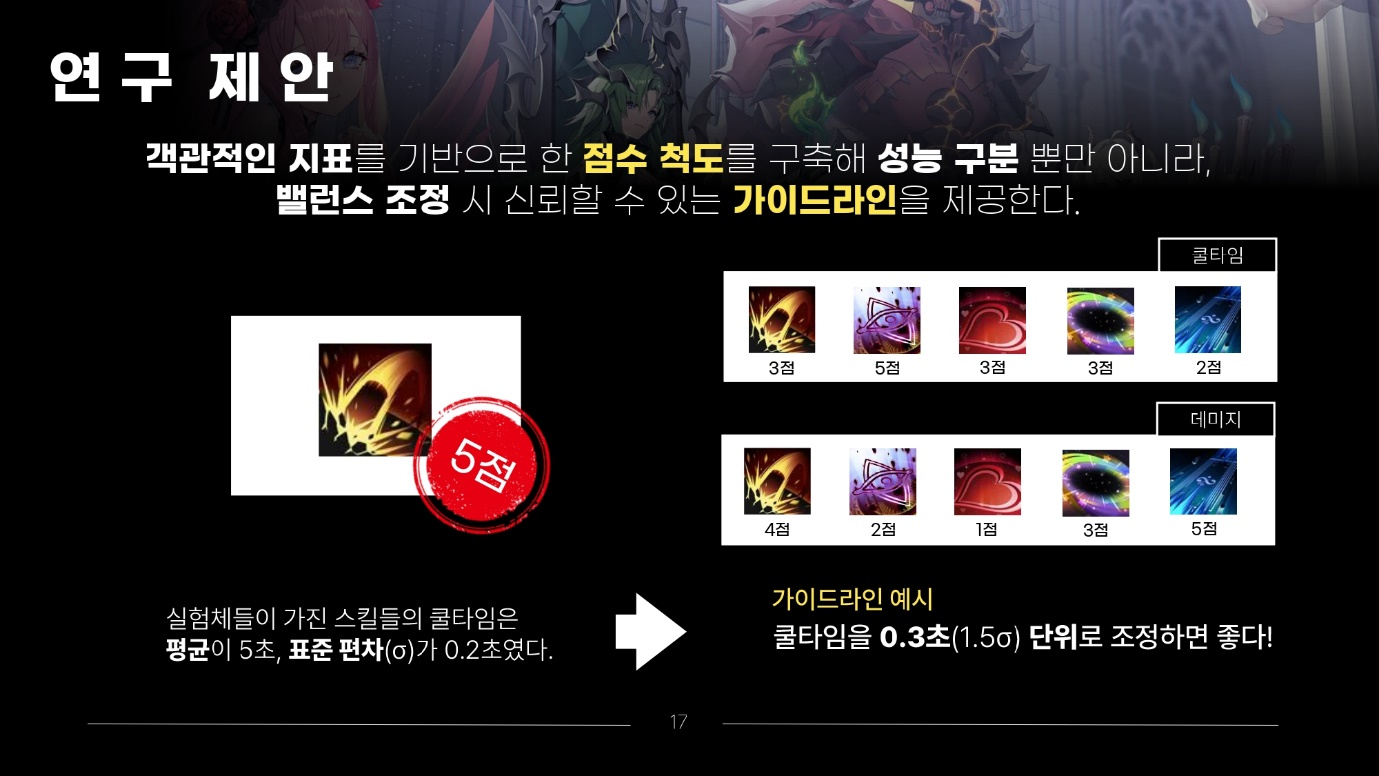 연구 제안
객관적인 지표를 기반으로 한 점수 척도를 구축해 성능 구분 뿐만 아니라,
밸런스 조정 시 신뢰할 수 있는 가이드라인을 제공한다.
5점
실험체들이 가진 스킬들의 쿨타임은
평균이 5초, 표준 편차(σ)가 0.2초였다.
쿨타임
3점 5점 3점 3점 2점
데미지
4점 2점 1점 3점 5점
가이드라인 예시
쿨타임을 0.3초(1.5σ) 단위로 조정하면 좋다!
17